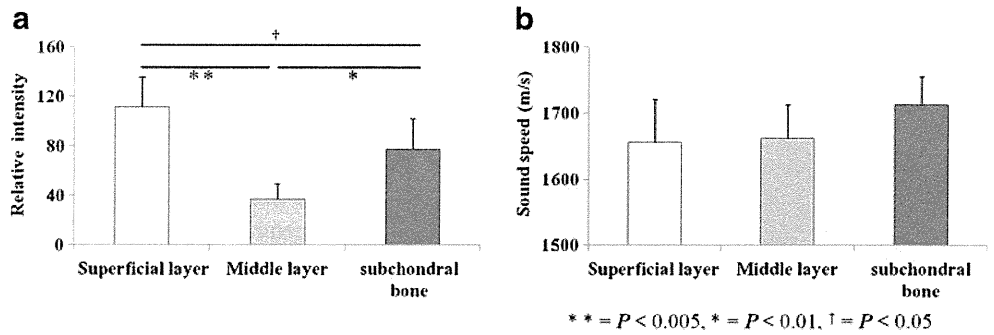 a
†
160
** *
120
80
40
0
Relative intensity
Superficial layer Middle layer subchondral
bone
b
1800
1700
1600
1500
Sound speed (m/s)
Superficial layer Middle layer subchondral
bone
** = P < 0.005, * = P < 0.01, † = P < 0.05